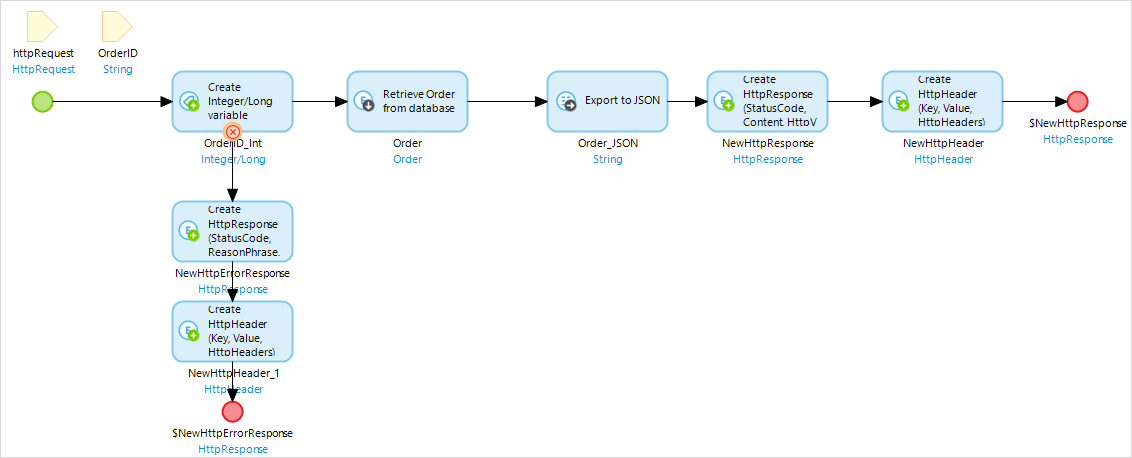 httpRequest
HttpRequest
OrderID
String
Create
Integer/Long
variable
OrderID_Int
Integer/Long
Retrieve Order
from database
Order
Order
Export to JSON
Order_JSON
String
Create
HttpResponse
(StatusCode,
Content, HttpV
NewHttpResponse
HttpResponse
Create
HttpHeader
(Key, Value,
HttpHeaders)
NewHttpHeader
HttpHeader
$NewHttpResponse
HttpResponse
Create
HttpResponse
(StatusCode,
ReasonPhrase,
NewHttpErrorResponse
HttpResponse
Create
HttpHeader
(Key, Value,
HttpHeaders)
NewHttpHeader_1
HttpHeader
$NewHttpErrorResponse
HttpResponse